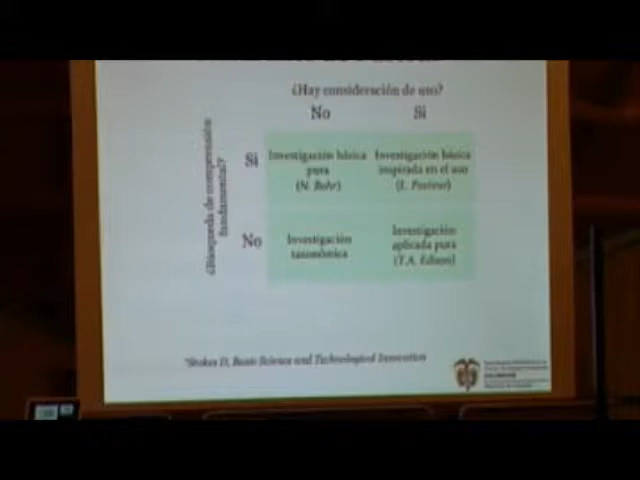 ¿Hay consideración de uso?
No
Si
¿Búsqueda de comprensión
fundamental?
Si
Investigación básica
pura
(N. Bohr)
Investigación básica
inspirada en el uso
(L. Pasteur)
No
Investigación
taxonómica
Investigación
aplicada pura
(T.A. Edison)
*Stokes D, Basic Science and Technological Innovation